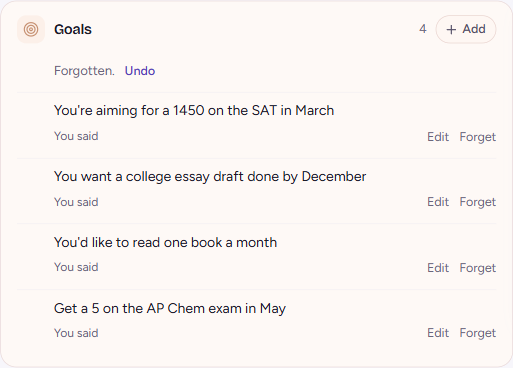 Goals 4 + Add
Forgotten. Undo
You're aiming for a 1450 on the SAT in March
You said Edit Forget
You want a college essay draft done by December
You said Edit Forget
You'd like to read one book a month
You said Edit Forget
Get a 5 on the AP Chem exam in May
You said Edit Forget